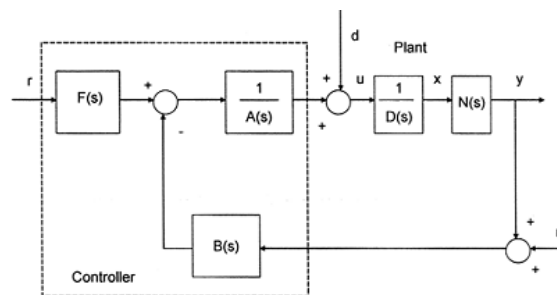 d
Plant
r
F(s)
+
-
1
A(s)
+
+
u
1
D(s)
x
N(s)
y
B(s)
+
+
Controller